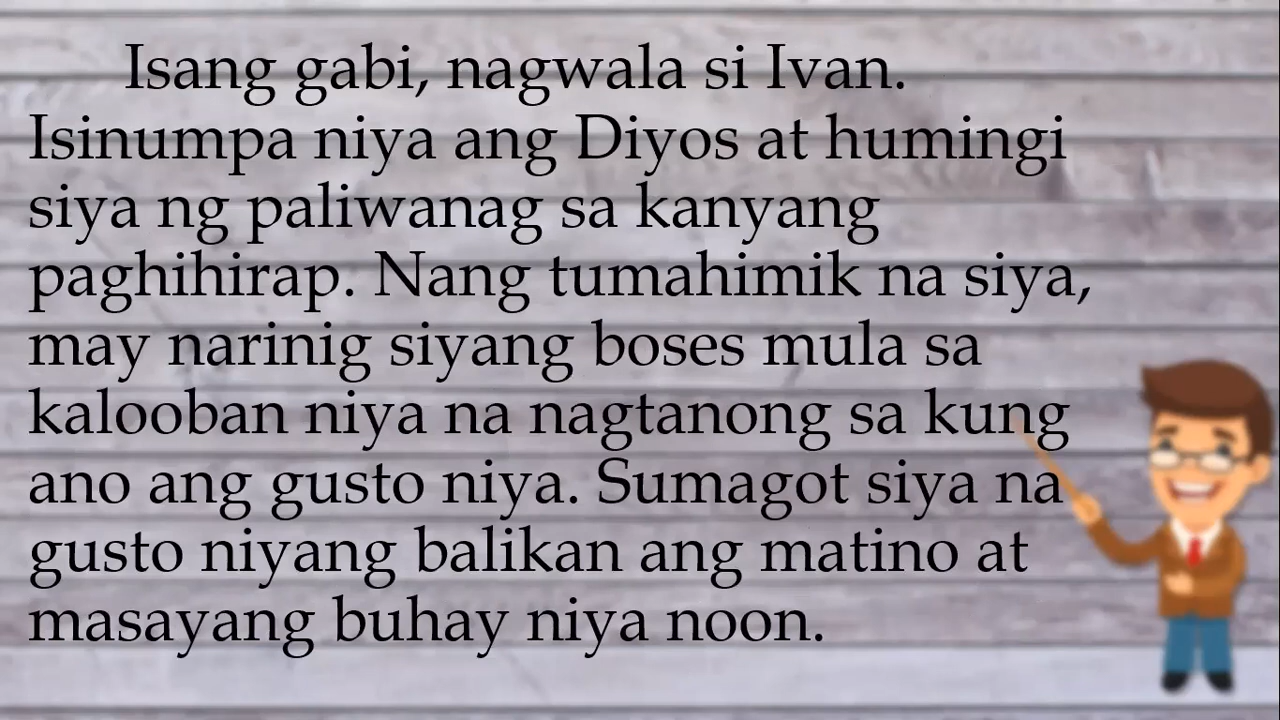 Isang gabi, nagwala si Ivan.
Isinumpa niya ang Diyos at humingi
siya ng paliwanag sa kanyang
paghihirap. Nang tumahimik na siya,
may narinig siyang boses mula sa
kalooban niya na nagtanong sa kung
ano ang gusto niya. Sumagot siya na
gusto niyang balikan ang matino at
masayang buhay niya noon.